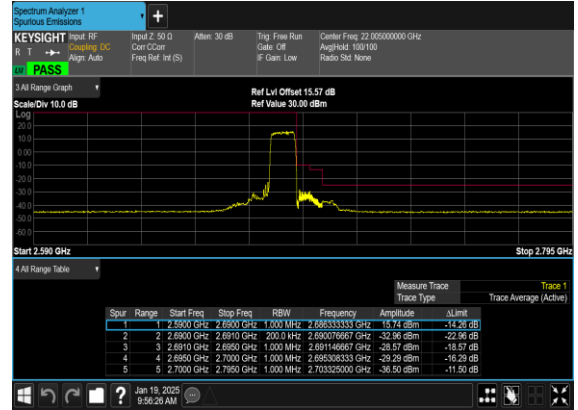 Spectrum Analyzer 1
Spurious Emissions
KEYSIGHT Input: RF Input Z: 50 Ω Atten: 30 dB Trig: Free Run Center Freq: 22.005000000 GHz
R T Coupling: DC Corr CCorr Gate: Off Avg|Hold: 100/100
Align: Auto Freq Ref: Int (S) IF Gain: Low Radio Std: None
PASS
3 All Range Graph
Ref Lvl Offset 15.57 dB
Scale/Div 10.0 dB Ref Value 30.00 dBm
Log
20.0
10.0
0.00
-10.0
-20.0
-30.0
-40.0
-50.0
-60.0
Start 2.590 GHz Stop 2.795 GHz
4 All Range Table
Measure Trace Trace 1
Trace Type Trace Average (Active)
Spur Range Start Freq Stop Freq RBW Frequency Amplitude ΔLimit
1 1 2.5900 GHz 2.6900 GHz 1.000 MHz 2.686333333 GHz 15.74 dBm -14.26 dB
2 2 2.6900 GHz 2.6910 GHz 200.0 kHz 2.690076667 GHz -32.96 dBm -22.96 dB
3 3 2.6910 GHz 2.6950 GHz 1.000 MHz 2.691146667 GHz -28.57 dBm -18.57 dB
4 4 2.6950 GHz 2.7000 GHz 1.000 MHz 2.695308333 GHz -29.29 dBm -16.29 dB
5 5 2.7000 GHz 2.7950 GHz 1.000 MHz 2.703325000 GHz -36.50 dBm -11.50 dB
Jan 19, 2025
9:56:26 AM